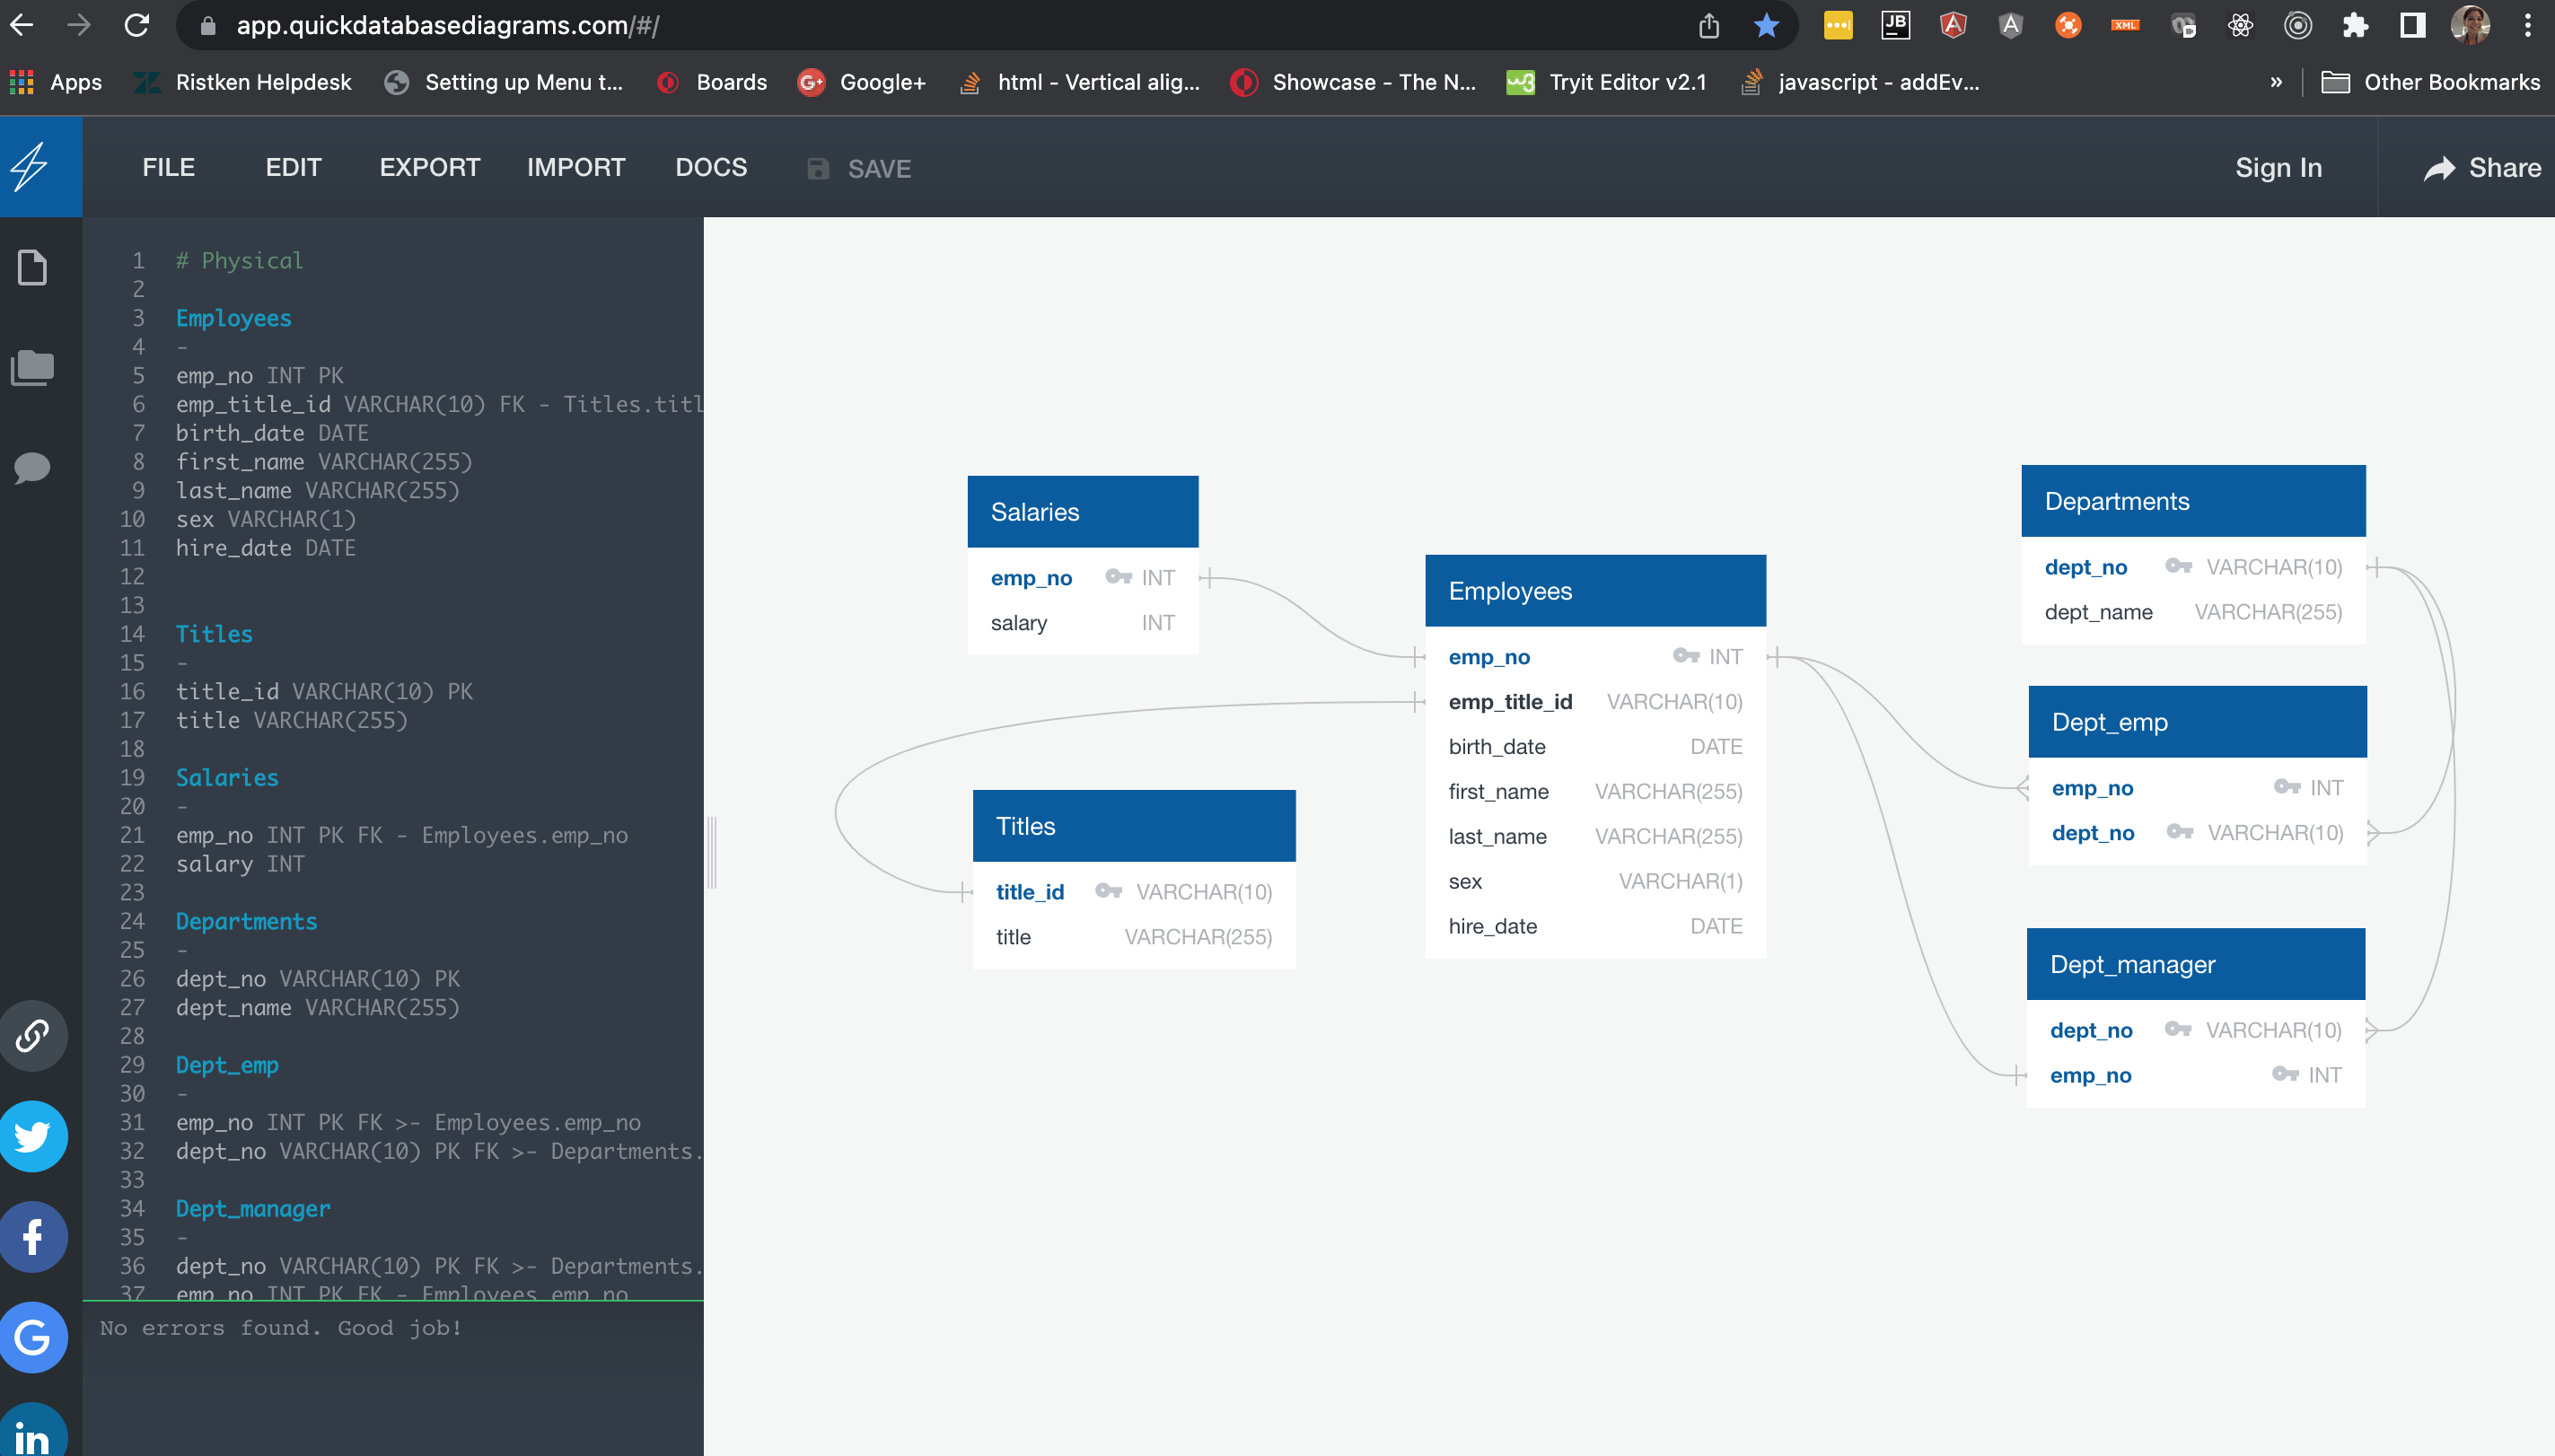 app.quickdatabasediagrams.com/#/
JB
XML
Apps
Ristken Helpdesk
Setting up Menu t...
Boards
G+ Google+
html - Vertical alig...
Showcase - The N...
w3 Tryit Editor v2.1
javascript - addEv...
»
Other Bookmarks
FILE EDIT EXPORT IMPORT DOCS SAVE
Sign In
Share
1 # Physical
2
3 Employees
4 -
5 emp_no INT PK
6 emp_title_id VARCHAR(10) FK - Titles.titl
7 birth_date DATE
8 first_name VARCHAR(255)
9 last_name VARCHAR(255)
10 sex VARCHAR(1)
11 hire_date DATE
12
13
14 Titles
15 -
16 title_id VARCHAR(10) PK
17 title VARCHAR(255)
18
19 Salaries
20 -
21 emp_no INT PK FK - Employees.emp_no
22 salary INT
23
24 Departments
25 -
26 dept_no VARCHAR(10) PK
27 dept_name VARCHAR(255)
28
29 Dept_emp
30 -
31 emp_no INT PK FK >- Employees.emp_no
32 dept_no VARCHAR(10) PK FK >- Departments.
33
34 Dept_manager
35 -
36 dept_no VARCHAR(10) PK FK >- Departments.
37 emp_no INT PK FK - Employees.emp_no
No errors found. Good job!
f
G
in
Salaries
emp_no INT
salary INT
Titles
title_id VARCHAR(10)
title VARCHAR(255)
Employees
emp_no INT
emp_title_id VARCHAR(10)
birth_date DATE
first_name VARCHAR(255)
last_name VARCHAR(255)
sex VARCHAR(1)
hire_date DATE
Departments
dept_no VARCHAR(10)
dept_name VARCHAR(255)
Dept_emp
emp_no INT
dept_no VARCHAR(10)
Dept_manager
dept_no VARCHAR(10)
emp_no INT